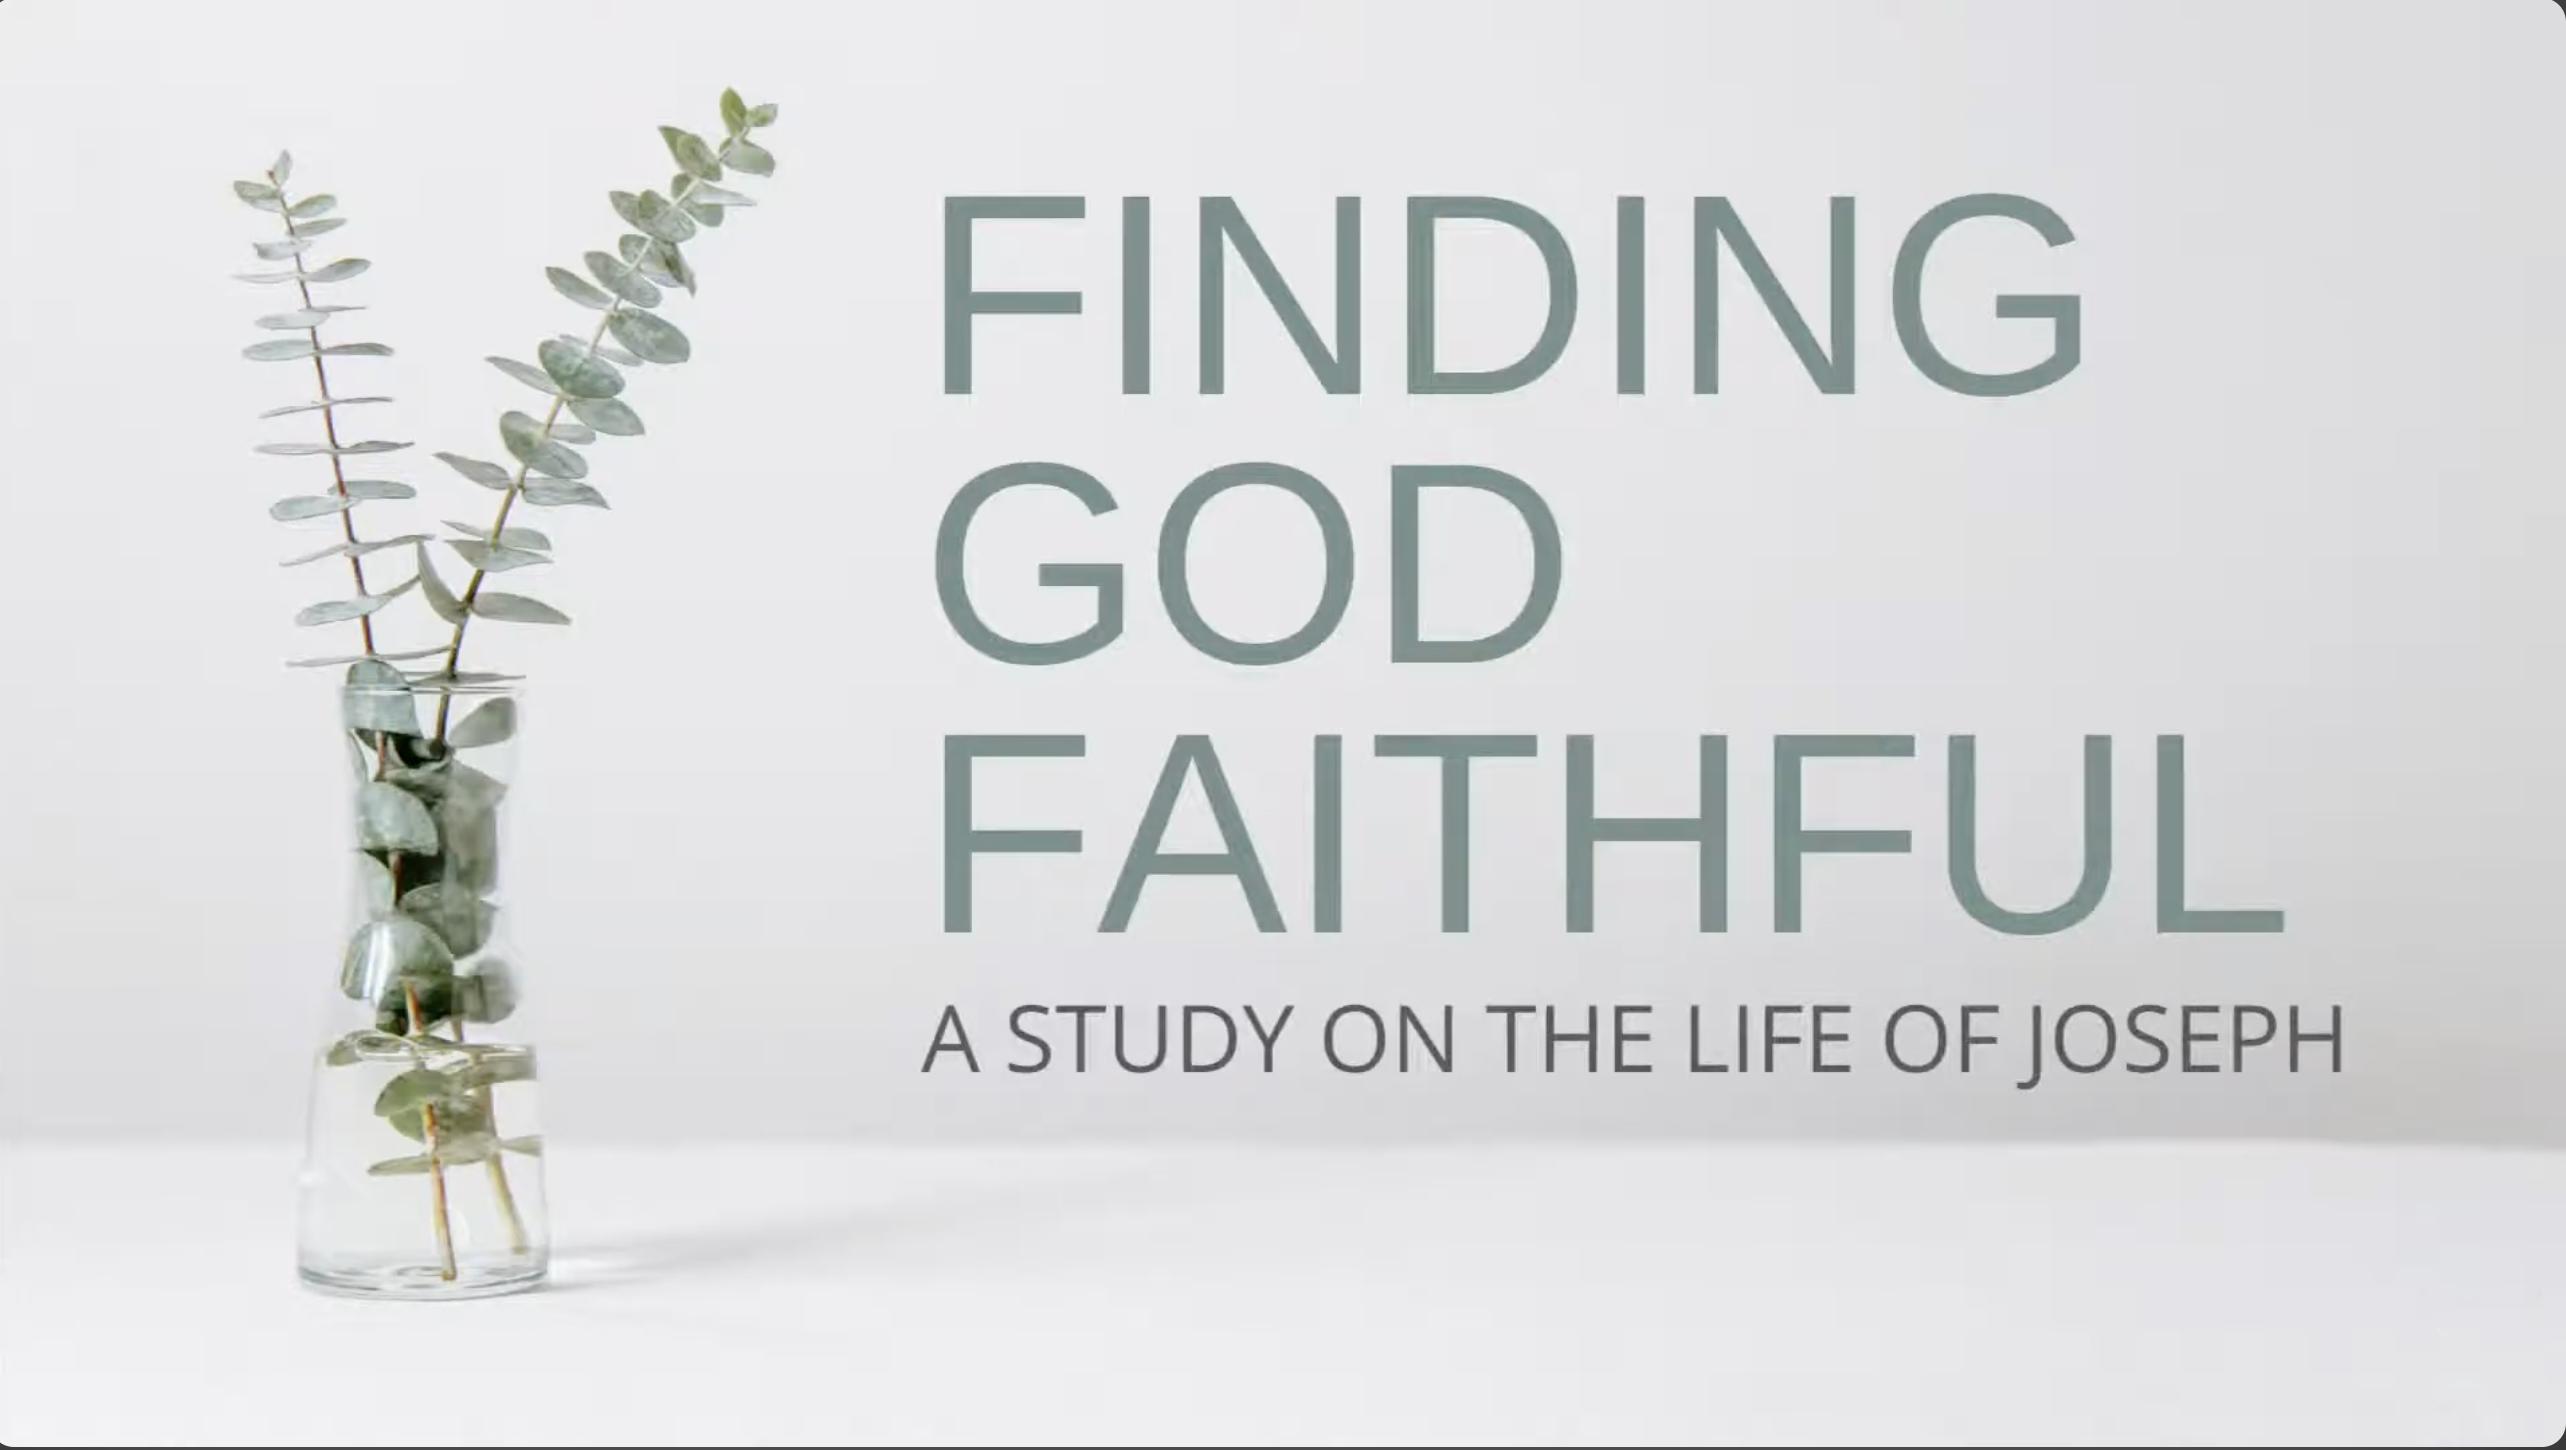 FINDING
GOD
FAITHFUL
A STUDY ON THE LIFE OF JOSEPH